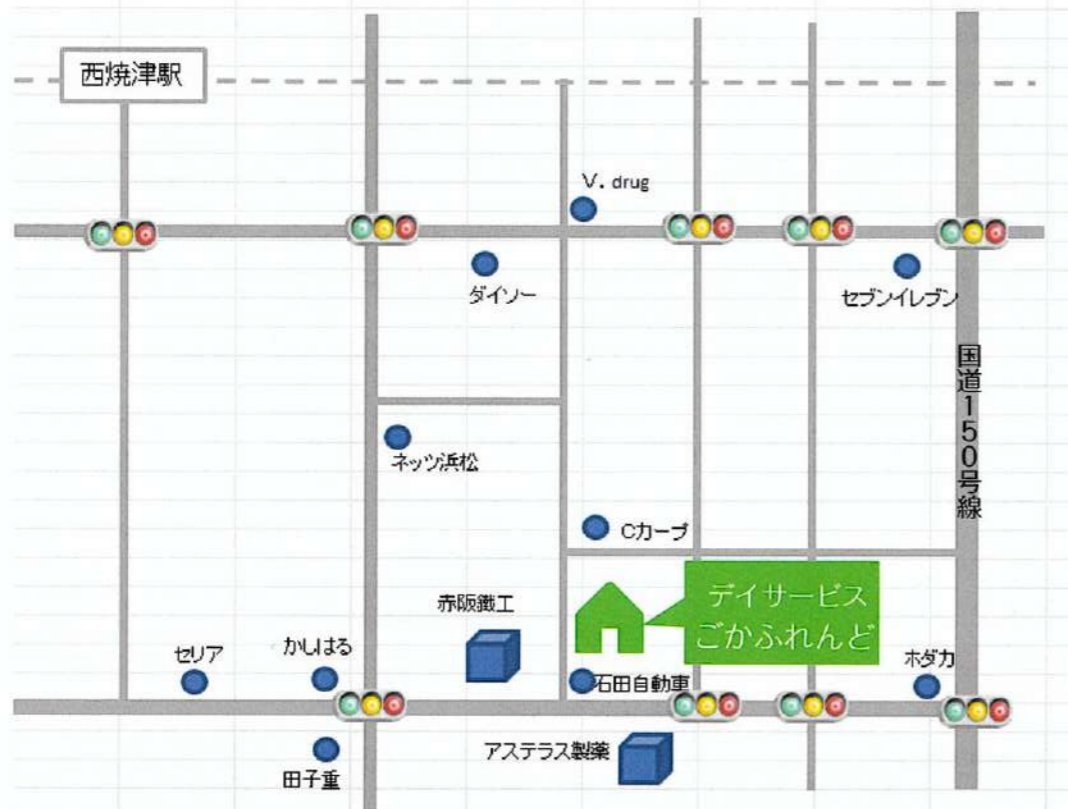 西焼津駅
V. drug
ダイソー
セブンイレブン
国道150号線
ネッツ浜松
Cカーブ
デイサービス
ごかふれんど
赤阪鐵工
セリア
かしはる
石田自動車
ホダカ
アステラス製薬
田子重